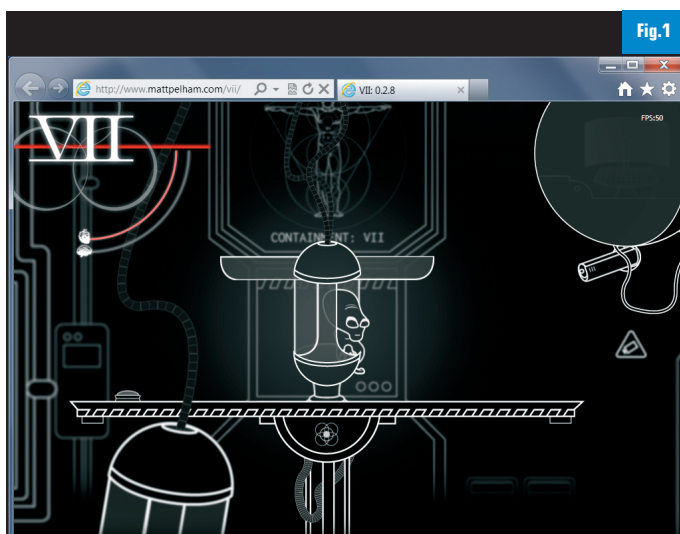 Fig.1
http://www.mattpelham.com/vii/
VII: 0.2.8
FPS:50
VII
CONTAINMENT: VII